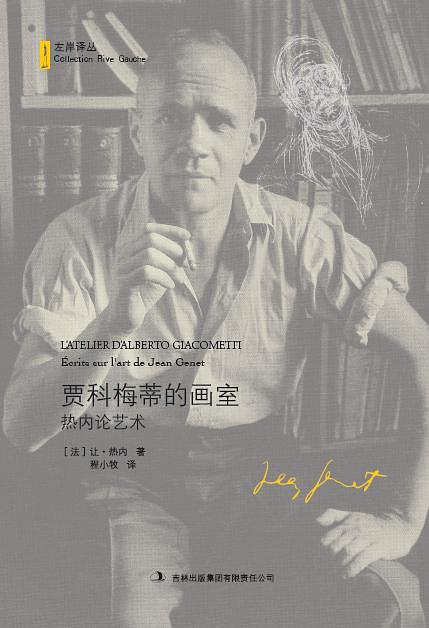 左岸译丛
Collection Rive Gauche
L'ATELIER D'ALBERTO GIACOMETTI
Écrits sur l'art de Jean Genet
贾科梅蒂的画室
热内论艺术
[法] 让·热内 著
程小牧 译
Jean Genet
吉林出版集团有限责任公司